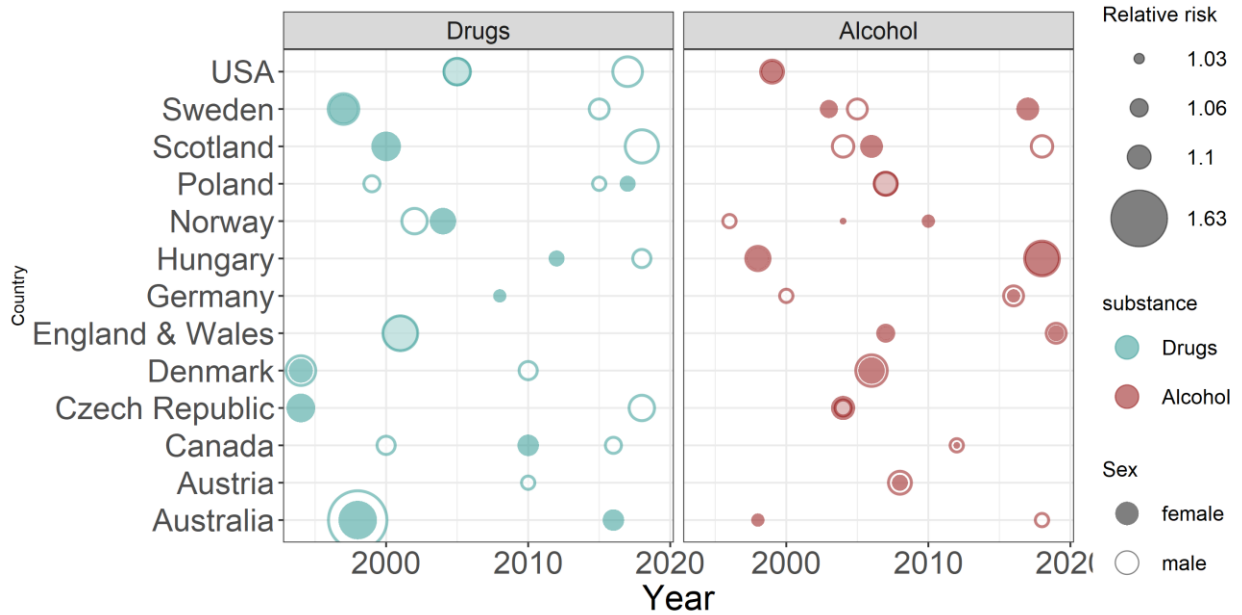 Drugs
Alcohol
Country
USA
Sweden
Scotland
Poland
Norway
Hungary
Germany
England & Wales
Denmark
Czech Republic
Canada
Austria
Australia
2000
2010
2020
2000
2010
2020
Year
Relative risk
1.03
1.06
1.1
1.63
substance
Drugs
Alcohol
Sex
female
male